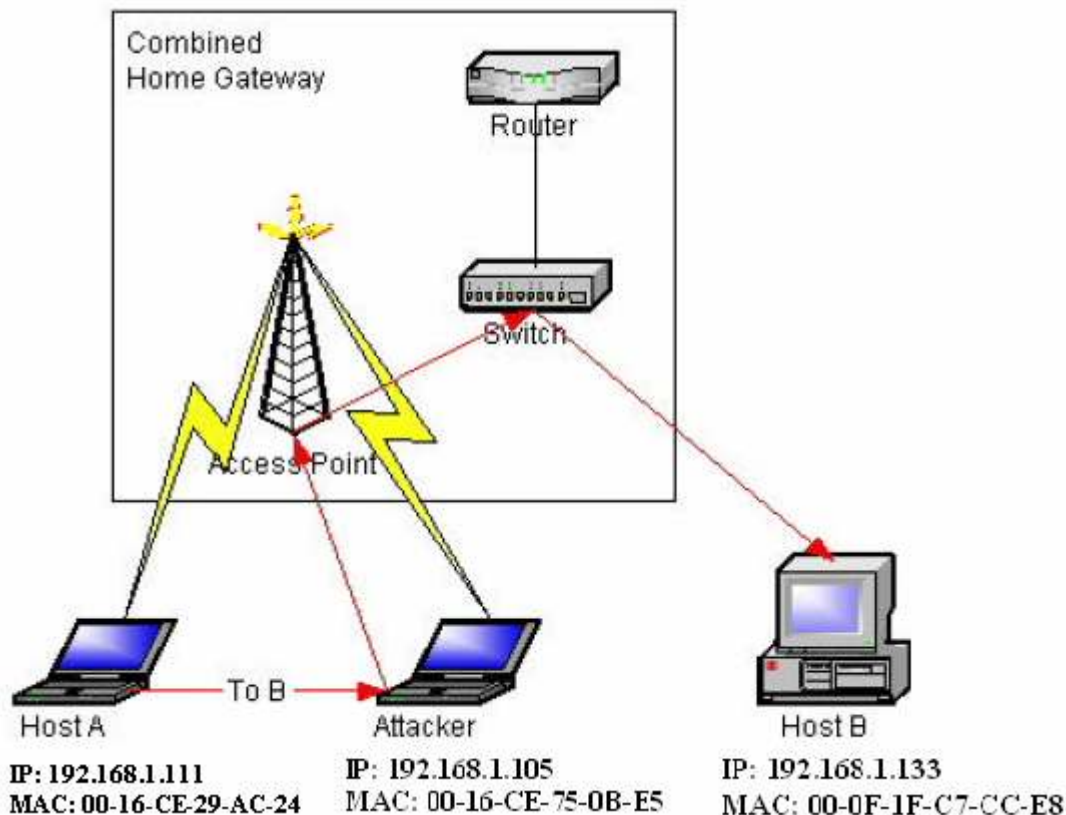 Combined
Home Gateway
Router
Switch
Access Point
To B
Host A
Attacker
Host B
IP: 192.168.1.111
MAC: 00-16-CE-29-AC-24
IP: 192.168.1.105
MAC: 00-16-CE-75-0B-E5
IP: 192.168.1.133
MAC: 00-0F-1F-C7-CC-E8